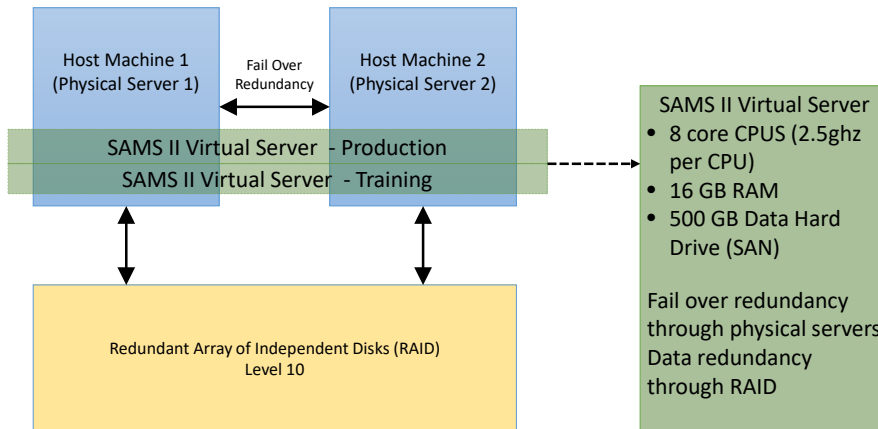 Host Machine 1
(Physical Server 1)
Fail Over
Redundancy
Host Machine 2
(Physical Server 2)
SAMS II Virtual Server - Production
SAMS II Virtual Server - Training
Redundant Array of Independent Disks (RAID)
Level 10
SAMS II Virtual Server
• 8 core CPUS (2.5ghz
per CPU)
• 16 GB RAM
• 500 GB Data Hard
Drive (SAN)
Fail over redundancy
through physical servers
Data redundancy
through RAID